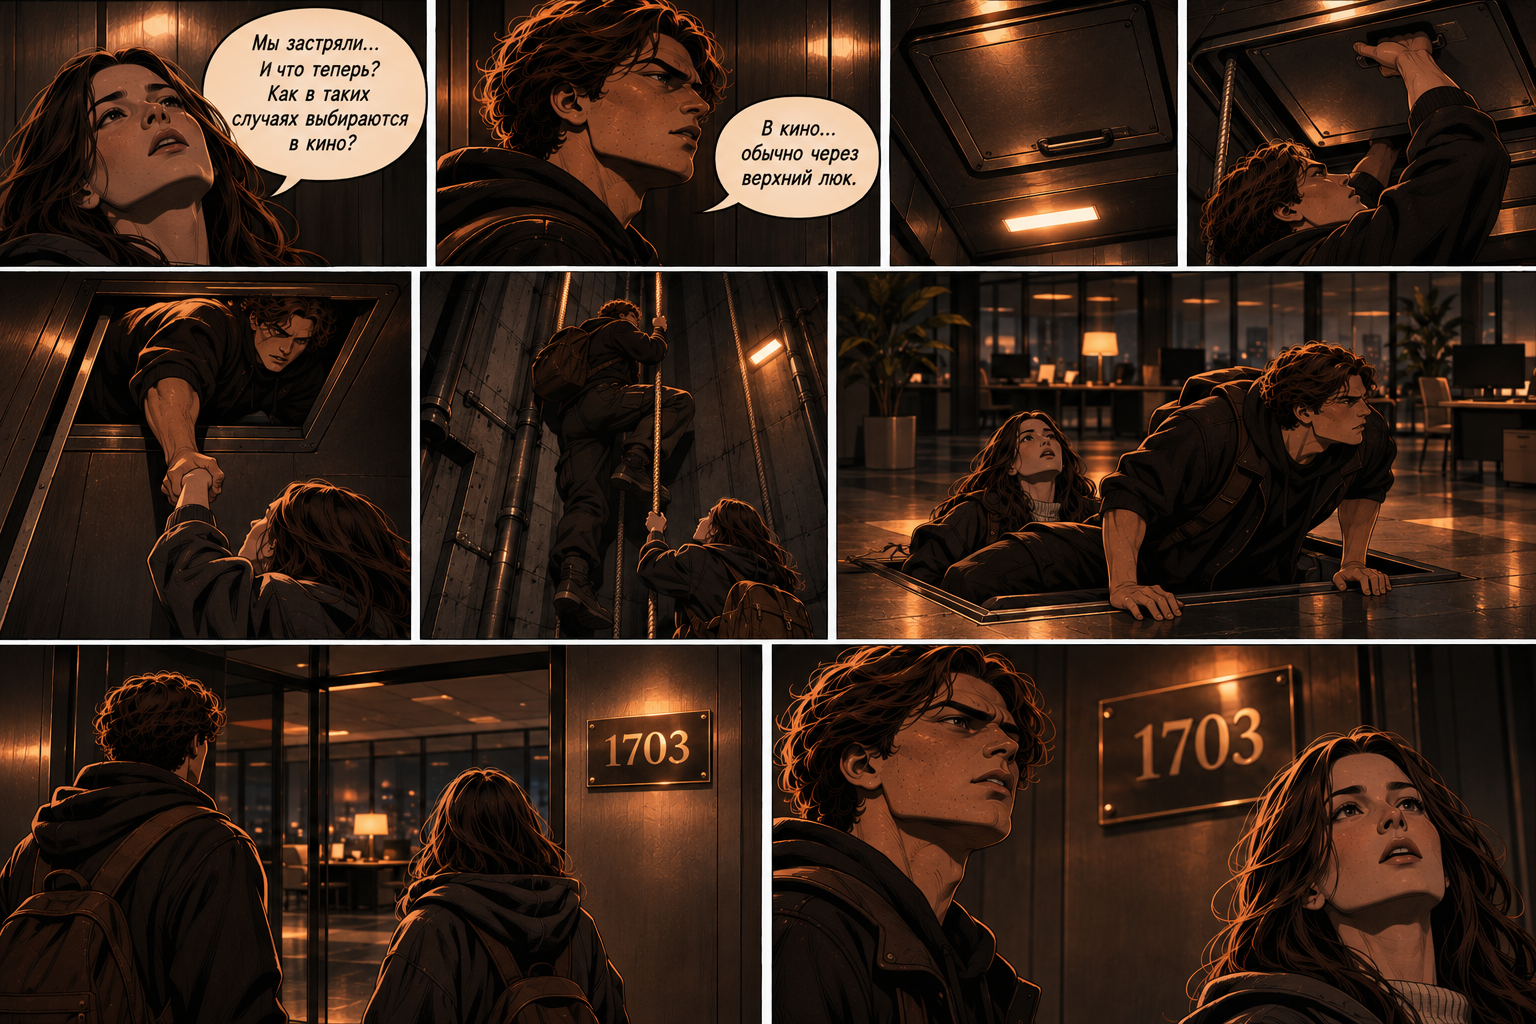 Мы застряли...
И что теперь?
Как в таких
случаях выбираются
в кино?
В кино...
обычно через
верхний люк.
1703
1703